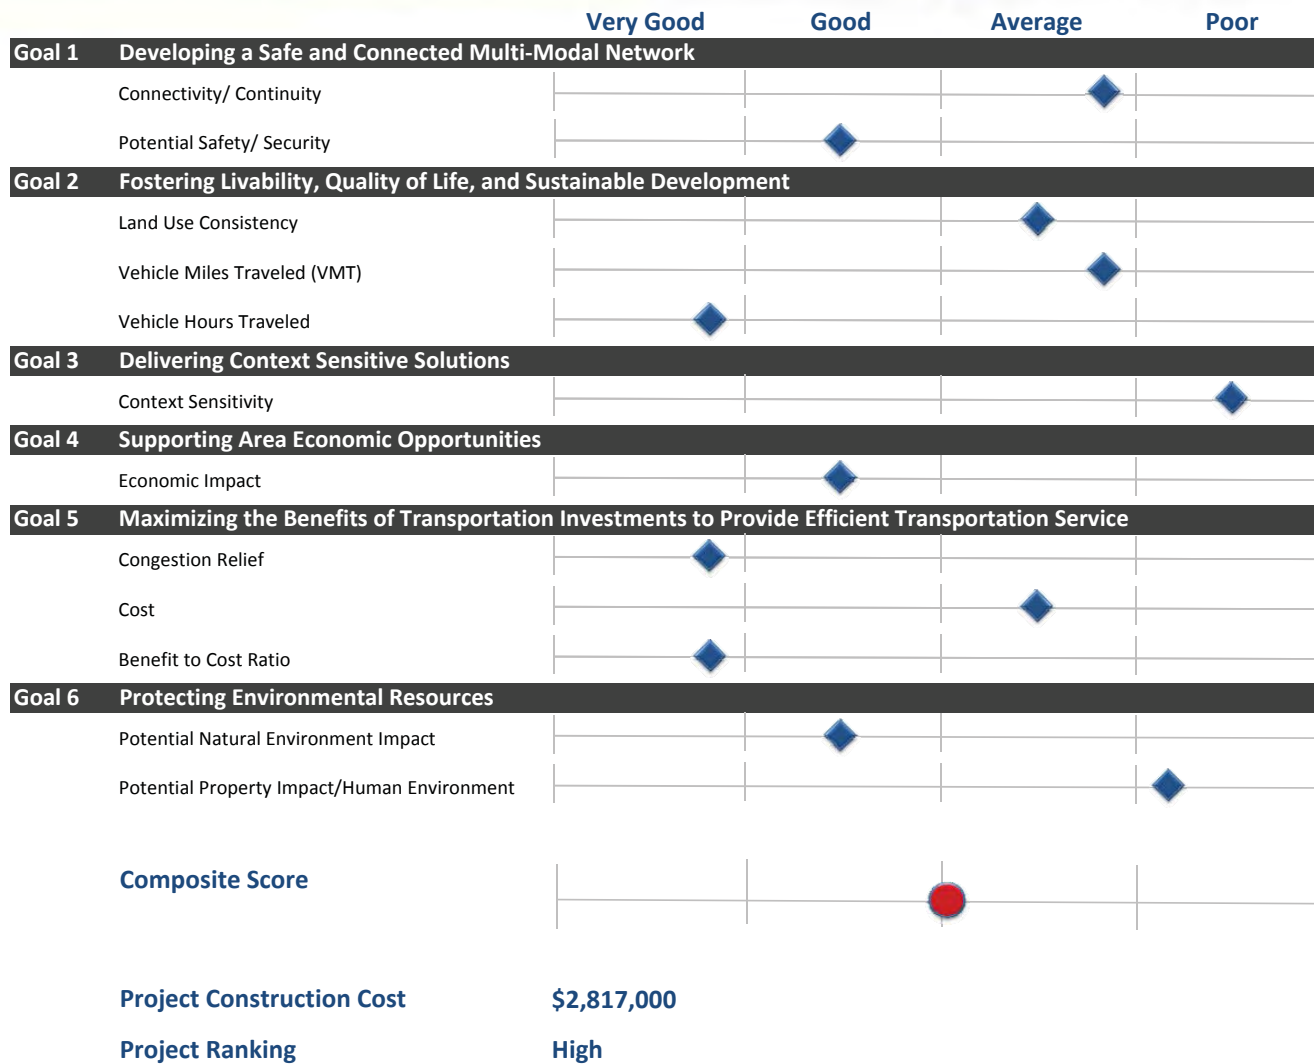 Very Good Good Average Poor
Goal 1 Developing a Safe and Connected Multi-Modal Network
Connectivity/ Continuity
Potential Safety/ Security
Goal 2 Fostering Livability, Quality of Life, and Sustainable Development
Land Use Consistency
Vehicle Miles Traveled (VMT)
Vehicle Hours Traveled
Goal 3 Delivering Context Sensitive Solutions
Context Sensitivity
Goal 4 Supporting Area Economic Opportunities
Economic Impact
Goal 5 Maximizing the Benefits of Transportation Investments to Provide Efficient Transportation Service
Congestion Relief
Cost
Benefit to Cost Ratio
Goal 6 Protecting Environmental Resources
Potential Natural Environment Impact
Potential Property Impact/Human Environment
Composite Score
Project Construction Cost $2,817,000
Project Ranking High